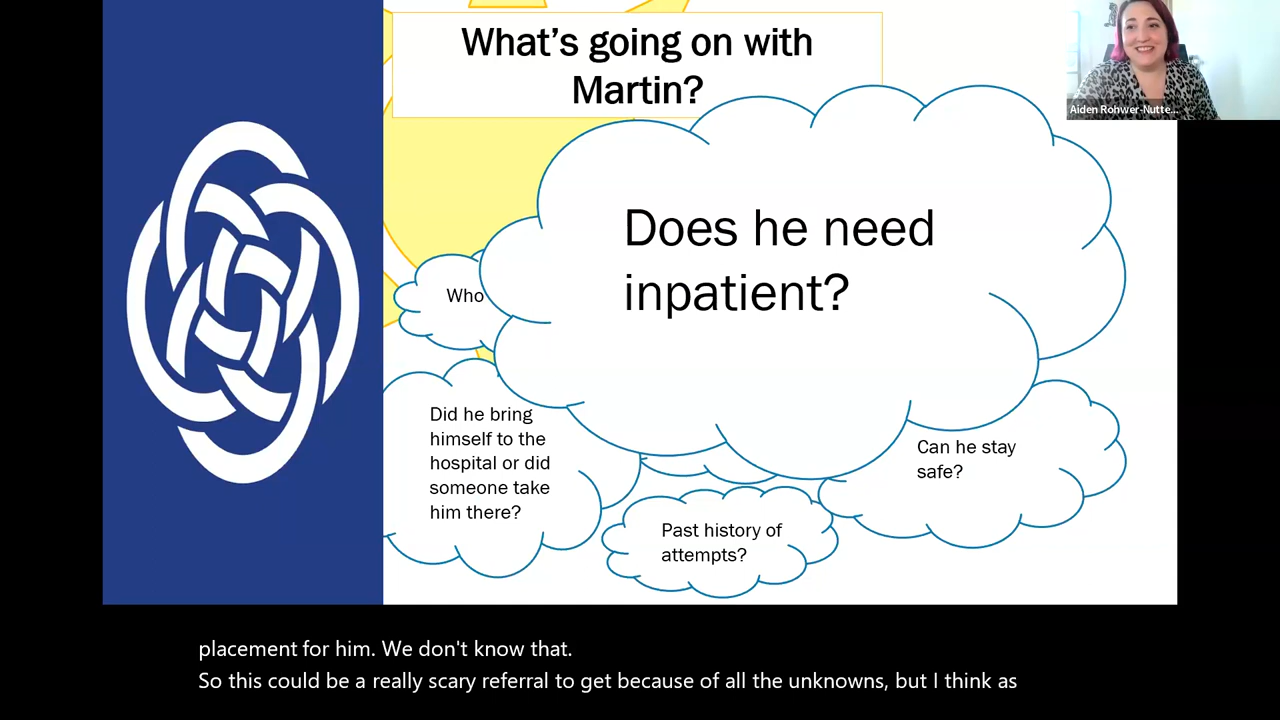 What's going on with
Martin?
Aiden Rohwer-Nutte...
Does he need
inpatient?
Who
Did he bring
himself to the
hospital or did
someone take
him there?
Can he stay
safe?
Past history of
attempts?
placement for him. We don't know that.
So this could be a really scary referral to get because of all the unknowns, but I think as